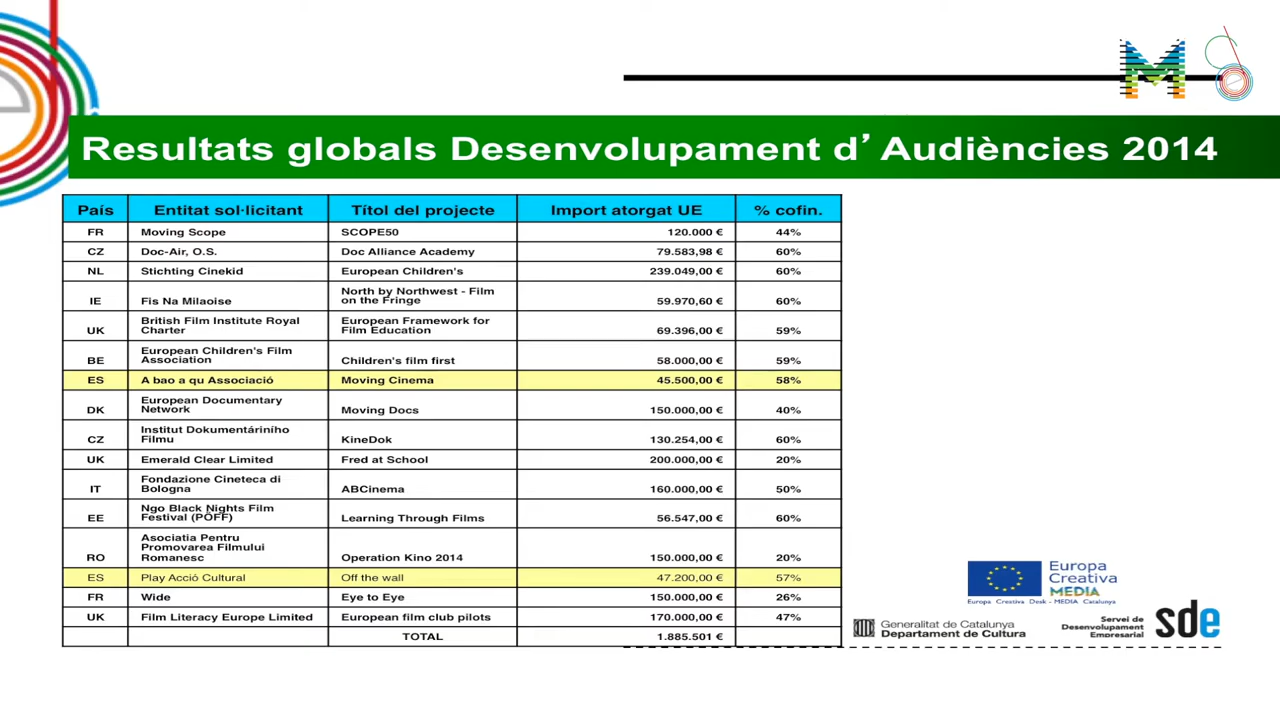 Resultats globals Desenvolupament d’Audiències 2014
País Entitat sol·licitant Títol del projecte Import atorgat UE % cofin.
FR Moving Scope SCOPE50 120.000 € 44%
CZ Doc-Air, O.S. Doc Alliance Academy 79.583,98 € 60%
NL Stichting Cinekid European Children's 239.049,00 € 60%
North by Northwest - Film
IE Fis Na Milaoise on the Fringe 59.970,60 € 60%
British Film Institute Royal European Framework for
UK Charter Film Education 69.396,00 € 59%
European Children's Film
BE Association Children's film first 58.000,00 € 59%
ES A bao a qu Associació Moving Cinema 45.500,00 € 58%
European Documentary
DK Network Moving Docs 150.000,00 € 40%
Institut Dokumentáriního
CZ Filmu KineDok 130.254,00 € 60%
UK Emerald Clear Limited Fred at School 200.000,00 € 20%
Fondazione Cineteca di
IT Bologna ABCinema 160.000,00 € 50%
Ngo Black Nights Film
EE Festival (PÖFF) Learning Through Films 56.547,00 € 60%
Asociatia Pentru
Promovarea Filmului
RO Romanesc Operation Kino 2014 150.000,00 € 20%
ES Play Acció Cultural Off the wall 47.200,00 € 57%
FR Wide Eye to Eye 150.000,00 € 26%
UK Film Literacy Europe Limited European film club pilots 170.000,00 € 47%
TOTAL 1.885.501 €
Europa
Creativa
MEDIA
Europa Creativa Desk - MEDIA Catalunya
Generalitat de Catalunya
Departament de Cultura
Servei de
Desenvolupament
Empresarial
sde